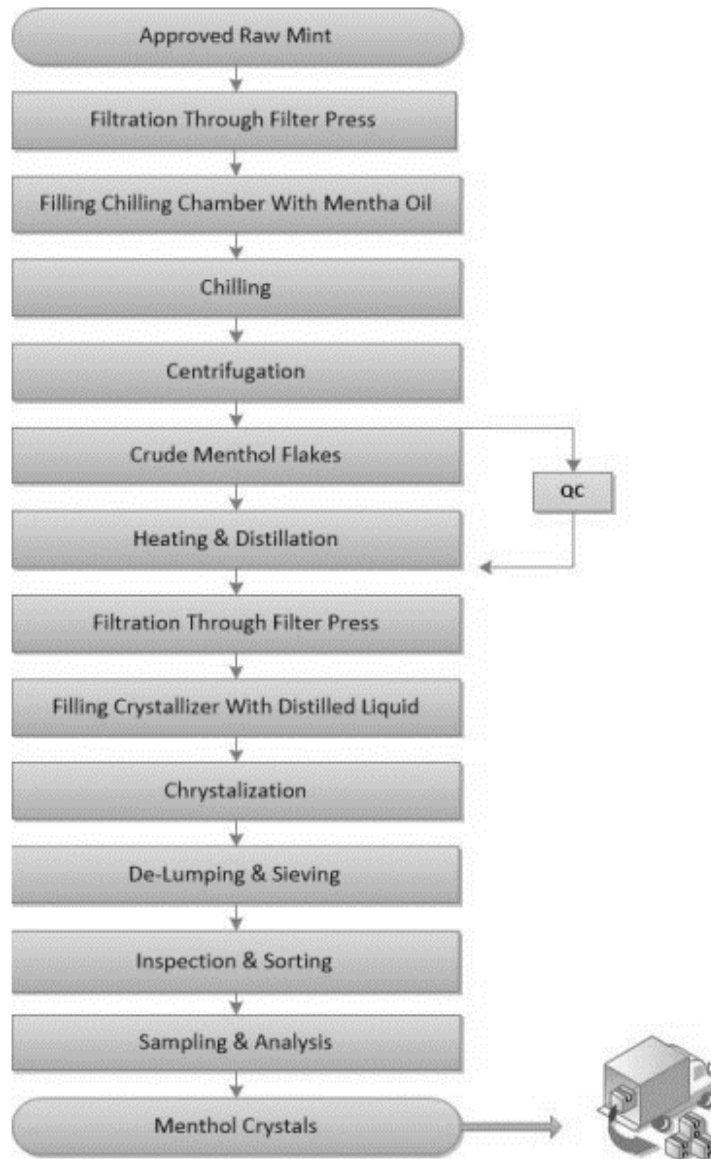 Approved Raw Mint
Filtration Through Filter Press
Filling Chilling Chamber With Mentha Oil
Chilling
Centrifugation
Crude Menthol Flakes
QC
Heating & Distillation
Filtration Through Filter Press
Filling Crystallizer With Distilled Liquid
Chrystalization
De-Lumping & Sieving
Inspection & Sorting
Sampling & Analysis
Menthol Crystals